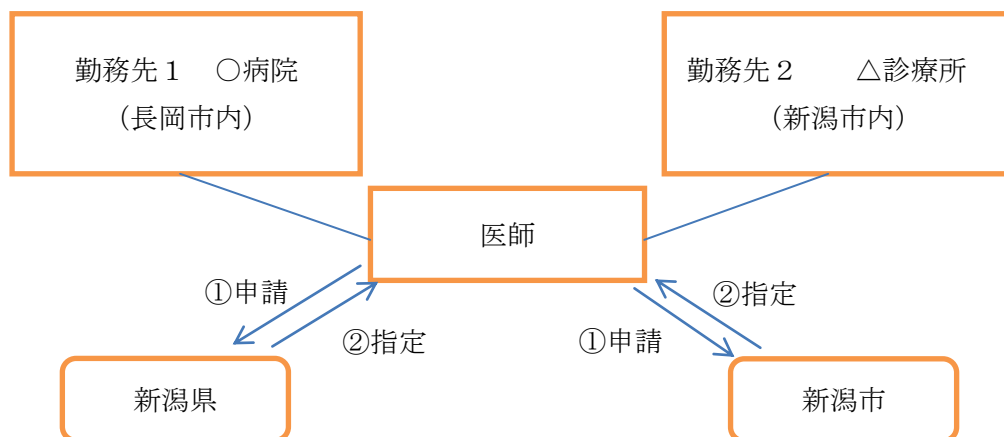 勤務先１　○病院
（長岡市内）
勤務先２　　△診療所
（新潟市内）
医師
①申請
②指定
②指定
①申請
新潟県
新潟市